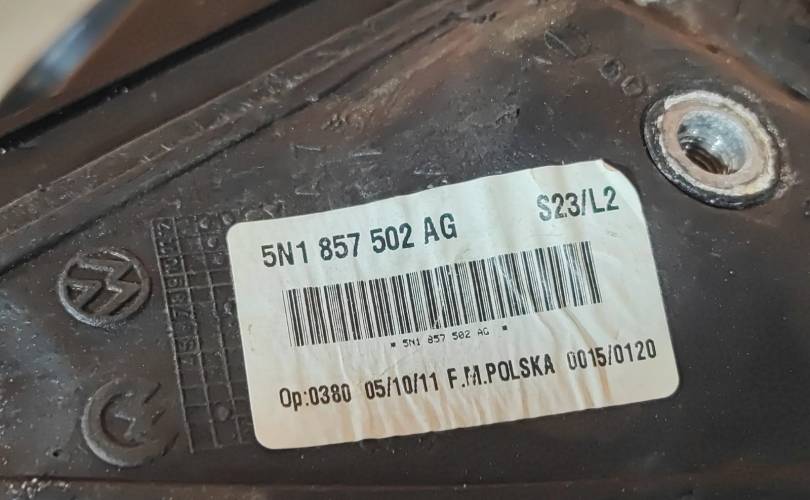 5N1 857 502 AG S23/L2
* 5N1 857 502 AG *
Op:0380 05/10/11 F.M.POLSKA 0015/0120